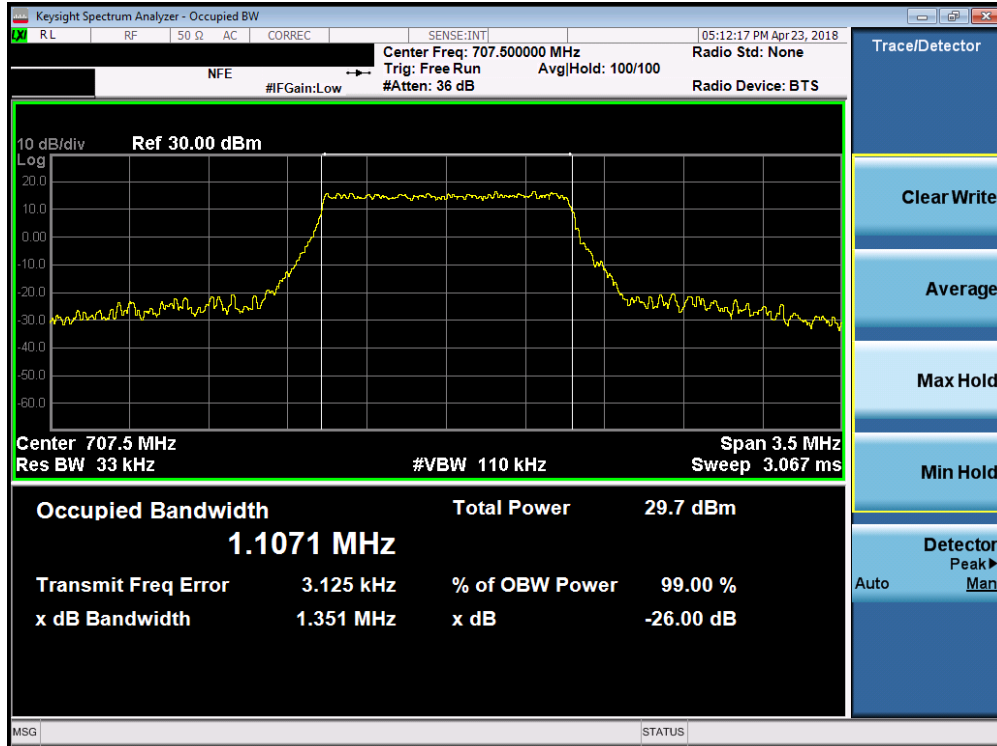 Keysight Spectrum Analyzer - Occupied BW
LXI RL RF 50 Ω AC CORREC SENSE:INT 05:12:17 PM Apr 23, 2018
Center Freq: 707.500000 MHz Radio Std: None
NFE Trig: Free Run Avg|Hold: 100/100
#IFGain:Low #Atten: 36 dB Radio Device: BTS
Trace/Detector
10 dB/div Ref 30.00 dBm
Log
20.0
10.0
0.00
-10.0
-20.0
-30.0
-40.0
-50.0
-60.0
Center 707.5 MHz Span 3.5 MHz
Res BW 33 kHz #VBW 110 kHz Sweep 3.067 ms
Occupied Bandwidth Total Power 29.7 dBm
1.1071 MHz
Transmit Freq Error 3.125 kHz % of OBW Power 99.00 %
x dB Bandwidth 1.351 MHz x dB -26.00 dB
Clear Write
Average
Max Hold
Min Hold
Detector
Peak▶
Auto Man
MSG STATUS